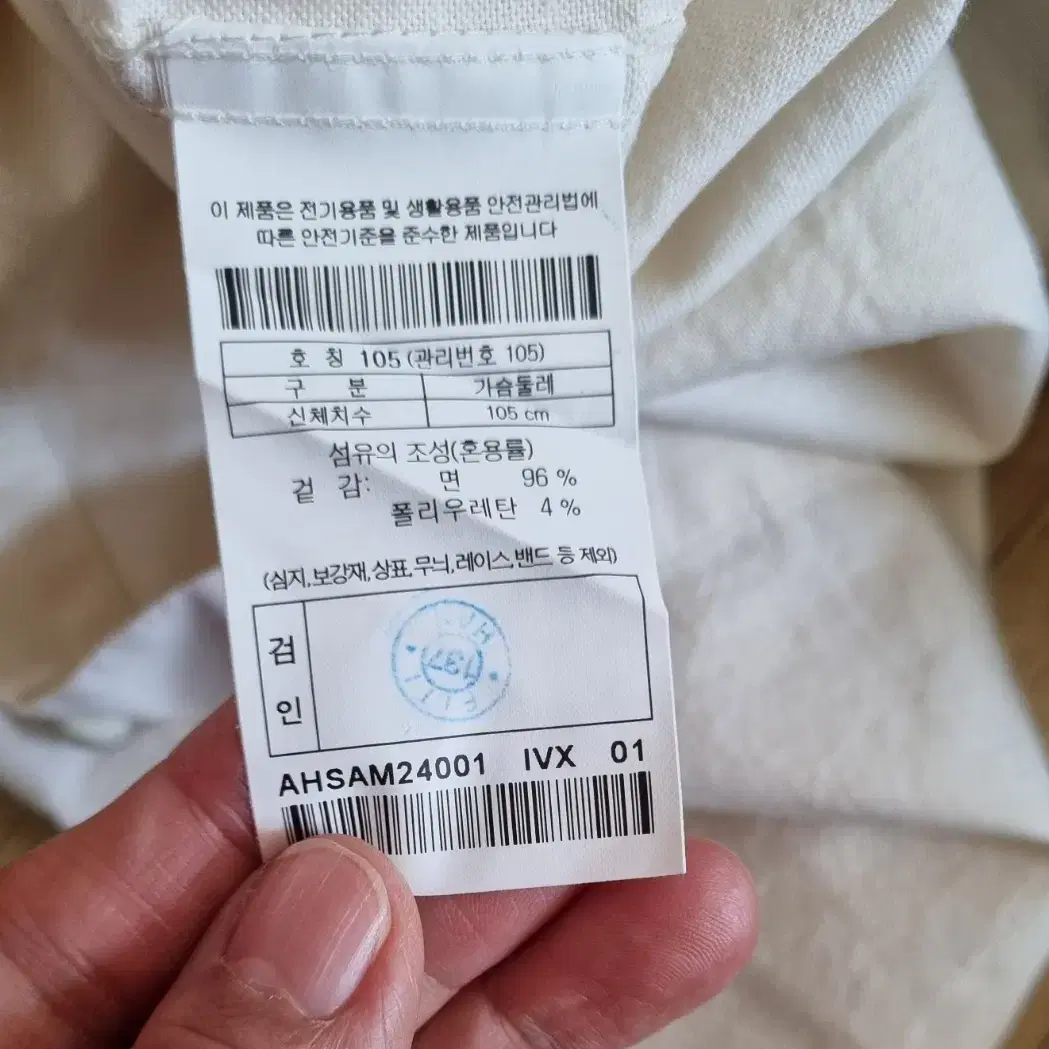 이 제품은 전기용품 및 생활용품 안전관리법에
따른 안전기준을 준수한 제품입니다
호 칭 105 (관리번호 105)
구 분 가슴둘레
신체치수 105 cm
섬유의 조성(혼용률)
겉 감: 면 96 %
폴리우레탄 4 %
(심지,보강재,상표,무늬,레이스,밴드 등 제외)
검
인
AHSAM24001 IVX 01